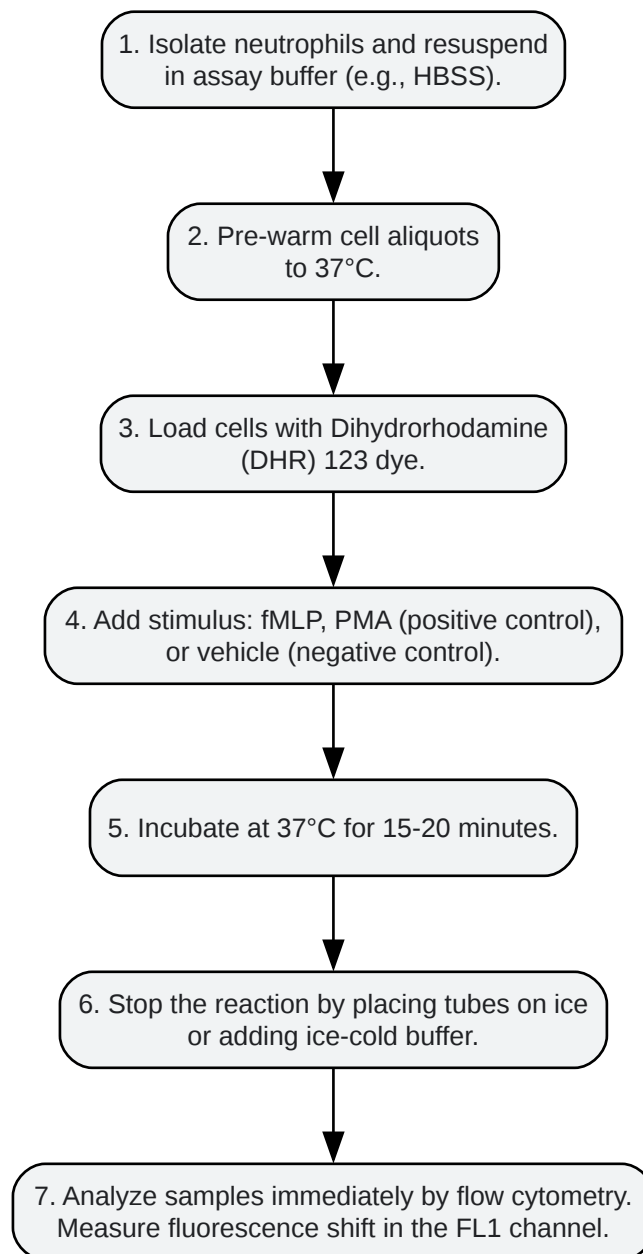 1. Isolate neutrophils and resuspend
in assay buffer (e.g., HBSS).
2. Pre-warm cell aliquots
to 37°C.
3. Load cells with Dihydrorhodamine
(DHR) 123 dye.
4. Add stimulus: fMLP, PMA (positive control),
or vehicle (negative control).
5. Incubate at 37°C for 15-20 minutes.
6. Stop the reaction by placing tubes on ice
or adding ice-cold buffer.
7. Analyze samples immediately by flow cytometry.
Measure fluorescence shift in the FL1 channel.